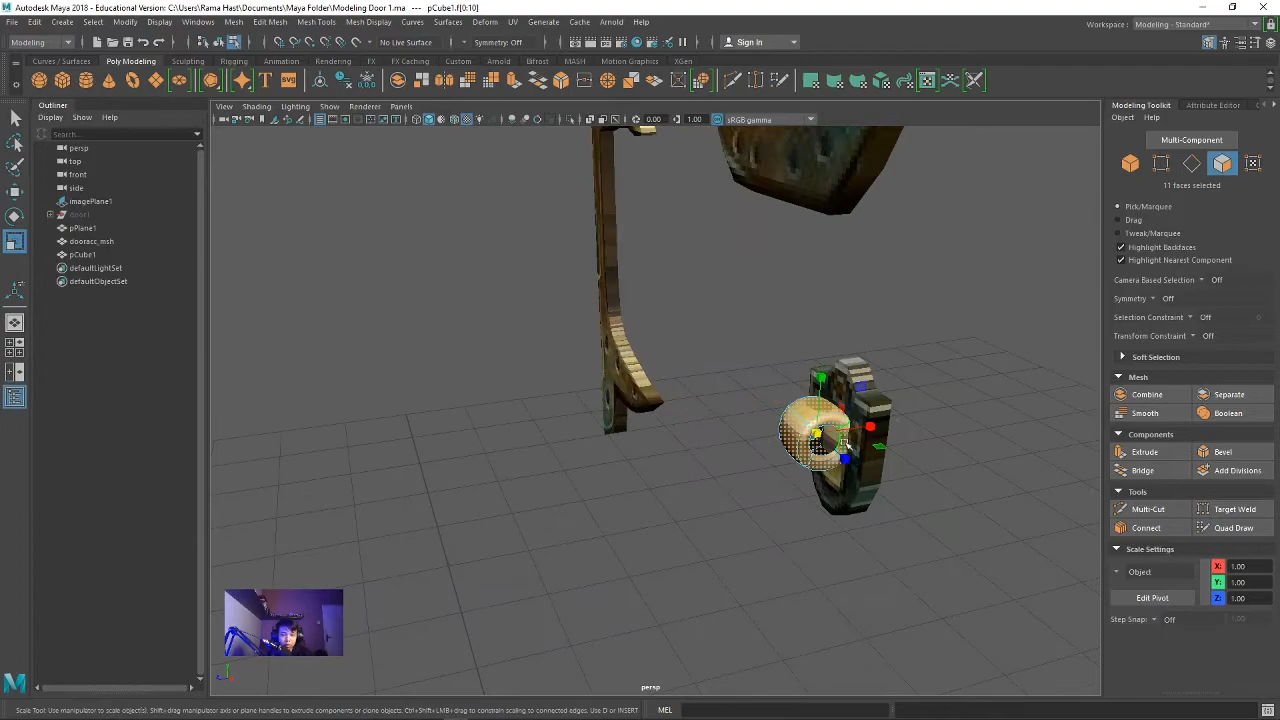 Autodesk Maya 2018 - Educational Version: C:\Users\Rama Hast\Documents\Maya Folder\Modeling Door 1.ma --- pCube1.f[0:10]
File Edit Create Select Modify Display Windows Mesh Edit Mesh Mesh Tools Mesh Display Curves Surfaces Deform UV Generate Cache Arnold Help
Workspace : Modeling - Standard*
Modeling No Live Surface Symmetry: Off Sign In
Curves / Surfaces Poly Modeling Sculpting Rigging Animation Rendering FX FX Caching Custom Arnold Bifrost MASH Motion Graphics XGen
Outliner
Display Show Help
Search...
persp
top
front
side
imagePlane1
door1
pPlane1
dooracc_msh
pCube1
defaultLightSet
defaultObjectSet
View Shading Lighting Show Renderer Panels
0.00 1.00 sRGB gamma
persp
Modeling Toolkit Attribute Editor
Object Help
Multi-Component
11 faces selected
Pick/Marquee
Drag
Tweak/Marquee
Highlight Backfaces
Highlight Nearest Component
Camera Based Selection Off
Symmetry Off
Selection Constraint Off
Transform Constraint Off
Soft Selection
Mesh
Combine Separate
Smooth Boolean
Components
Extrude Bevel
Bridge Add Divisions
Tools
Multi-Cut Target Weld
Connect Quad Draw
Scale Settings
Object X: 1.00
Y: 1.00
Edit Pivot Z: 1.00
Step Snap: Off 1.00
Scale Tool: Use manipulator to scale object(s). Shift+drag manipulator axis or plane handles to extrude components or clone objects. Ctrl+Shift+drag to constrain scaling to connected edges. Use D or INSERT
MEL